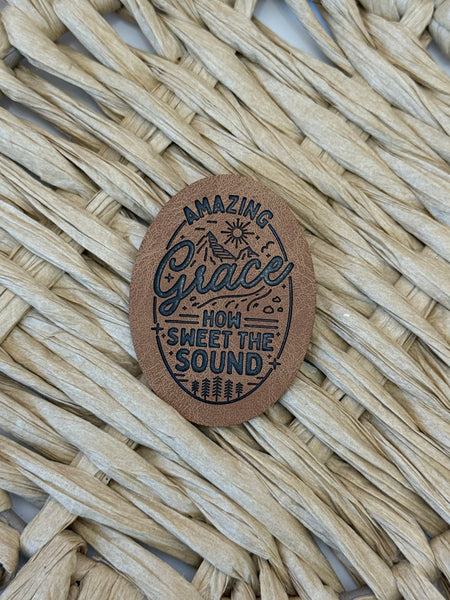 AMAZING
Grace
HOW
SWEET THE
SOUND